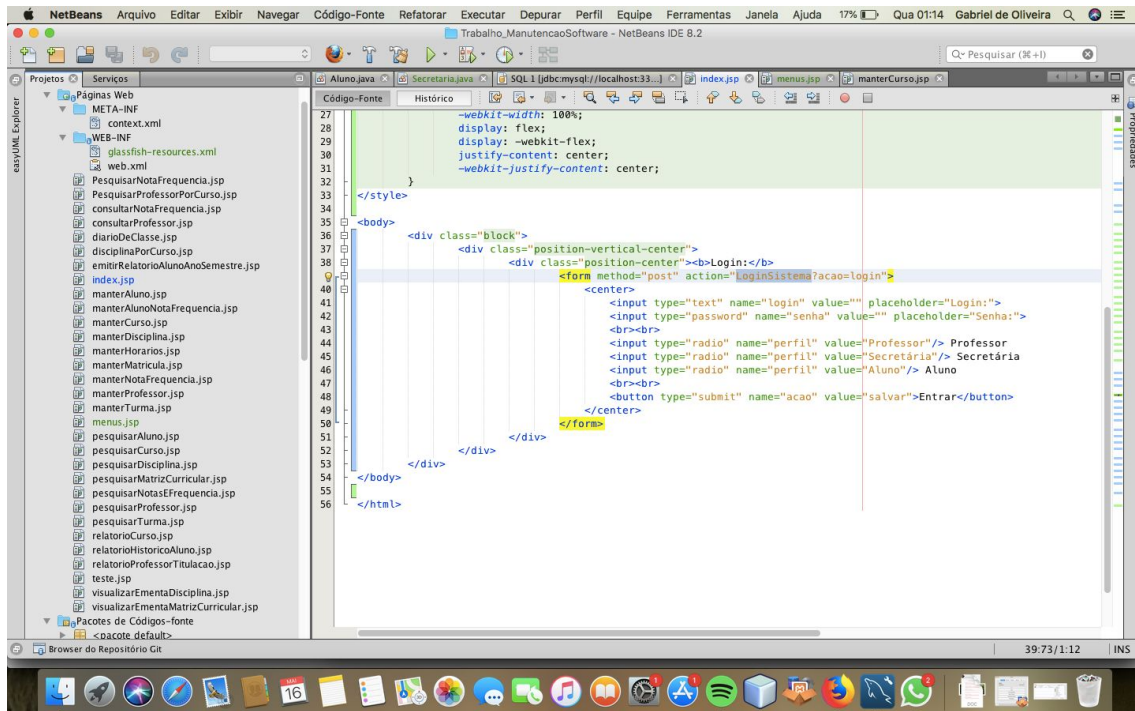 NetBeans Arquivo Editar Exibir Navegar Código-Fonte Refatorar Executar Depurar Perfil Equipe Ferramentas Janela Ajuda 17% Qua 01:14 Gabriel de Oliveira
Trabalho_ManutencaoSoftware - NetBeans IDE 8.2
Pesquisar (⌘+I)
Projetos Serviços
Aluno.java Secretaria.java SQL 1 [jdbc:mysql://localhost:33...] index.jsp menus.jsp manterCurso.jsp
Código-Fonte Histórico
easyUML Explorer
Propriedades
Páginas Web
META-INF
context.xml
WEB-INF
glassfish-resources.xml
web.xml
PesquisarNotaFrequencia.jsp
PesquisarProfessorPorCurso.jsp
consultarNotaFrequencia.jsp
consultarProfessor.jsp
diarioDeClasse.jsp
disciplinaPorCurso.jsp
emitirRelatorioAlunoAnoSemestre.jsp
index.jsp
manterAluno.jsp
manterAlunoNotaFrequencia.jsp
manterCurso.jsp
manterDisciplina.jsp
manterHorarios.jsp
manterMatricula.jsp
manterNotaFrequencia.jsp
manterProfessor.jsp
manterTurma.jsp
menus.jsp
pesquisarAluno.jsp
pesquisarCurso.jsp
pesquisarDisciplina.jsp
pesquisarMatrizCurricular.jsp
pesquisarNotasEFrequencia.jsp
pesquisarProfessor.jsp
pesquisarTurma.jsp
relatorioCurso.jsp
relatorioHistoricoAluno.jsp
relatorioProfessorTitulacao.jsp
teste.jsp
visualizarEmentaDisciplina.jsp
visualizarEmentaMatrizCurricular.jsp
Pacotes de Códigos-fonte
<pacote default>
27 -webkit-width: 100%;
28 display: flex;
29 display: -webkit-flex;
30 justify-content: center;
31 -webkit-justify-content: center;
32 }
33 </style>
34
35 <body>
36 <div class="block">
37 <div class="position-vertical-center">
38 <div class="position-center"><b>Login:</b>
<form method="post" action="LoginSistema?acao=login">
40 <center>
41 <input type="text" name="login" value="" placeholder="Login:">
42 <input type="password" name="senha" value="" placeholder="Senha:">
43 <br><br>
44 <input type="radio" name="perfil" value="Professor"/> Professor
45 <input type="radio" name="perfil" value="Secretária"/> Secretária
46 <input type="radio" name="perfil" value="Aluno"/> Aluno
47 <br><br>
48 <button type="submit" name="acao" value="salvar">Entrar</button>
49 </center>
50 </form>
51 </div>
52 </div>
53 </div>
54 </body>
55
56 </html>
Browser do Repositório Git
39:73/1:12 INS
MAI
16